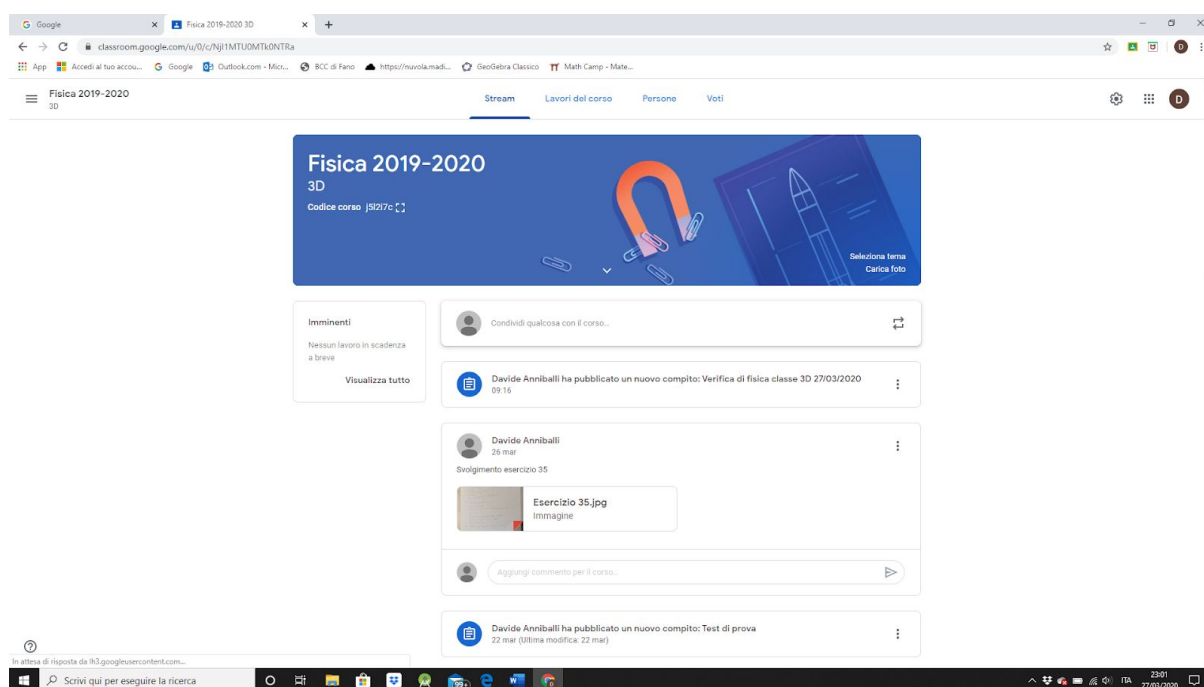 Google
Fisica 2019-2020 3D
classroom.google.com/u/0/c/NjI1MTU0MTk0NTRa
App Accedi al tuo accou... Google Outlook.com - Micr... BCC di Fano https://nuvola.madi... GeoGebra Classico Math Camp - Mate...
Fisica 2019-2020
3D
Stream Lavori del corso Persone Voti
D
Fisica 2019-2020
3D
Codice corso j5l2i7c
Seleziona tema
Carica foto
Imminenti
Nessun lavoro in scadenza
a breve
Visualizza tutto
Condividi qualcosa con il corso...
Davide Anniballi ha pubblicato un nuovo compito: Verifica di fisica classe 3D 27/03/2020
09:16
Davide Anniballi
26 mar
Svolgimento esercizio 35
Esercizio 35.jpg
Immagine
Aggiungi commento per il corso...
Davide Anniballi ha pubblicato un nuovo compito: Test di prova
22 mar (Ultima modifica: 22 mar)
In attesa di risposta da lh3.googleusercontent.com...
Scrivi qui per eseguire la ricerca
99+
ITA
23:01
27/03/2020